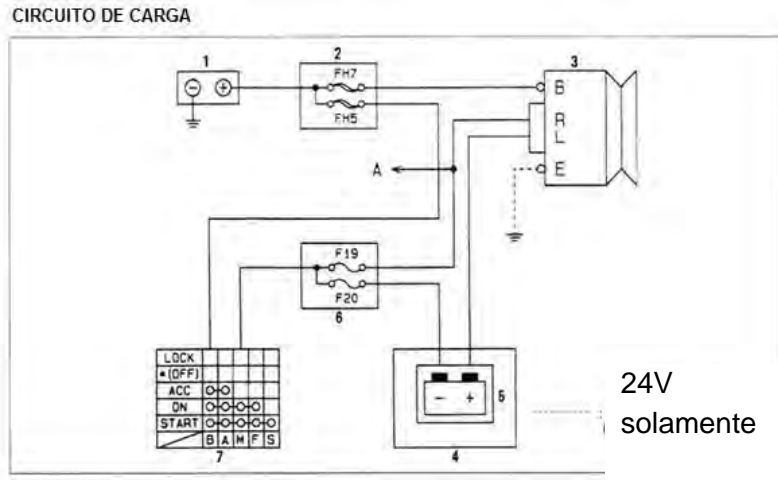 CIRCUITO DE CARGA
1
2
3
FH7
FH5
B
R
L
E
A
F19
F20
6
LOCK
*(OFF)
ACC
ON
START
B A M F S
7
- +
5
4
24V
solamente